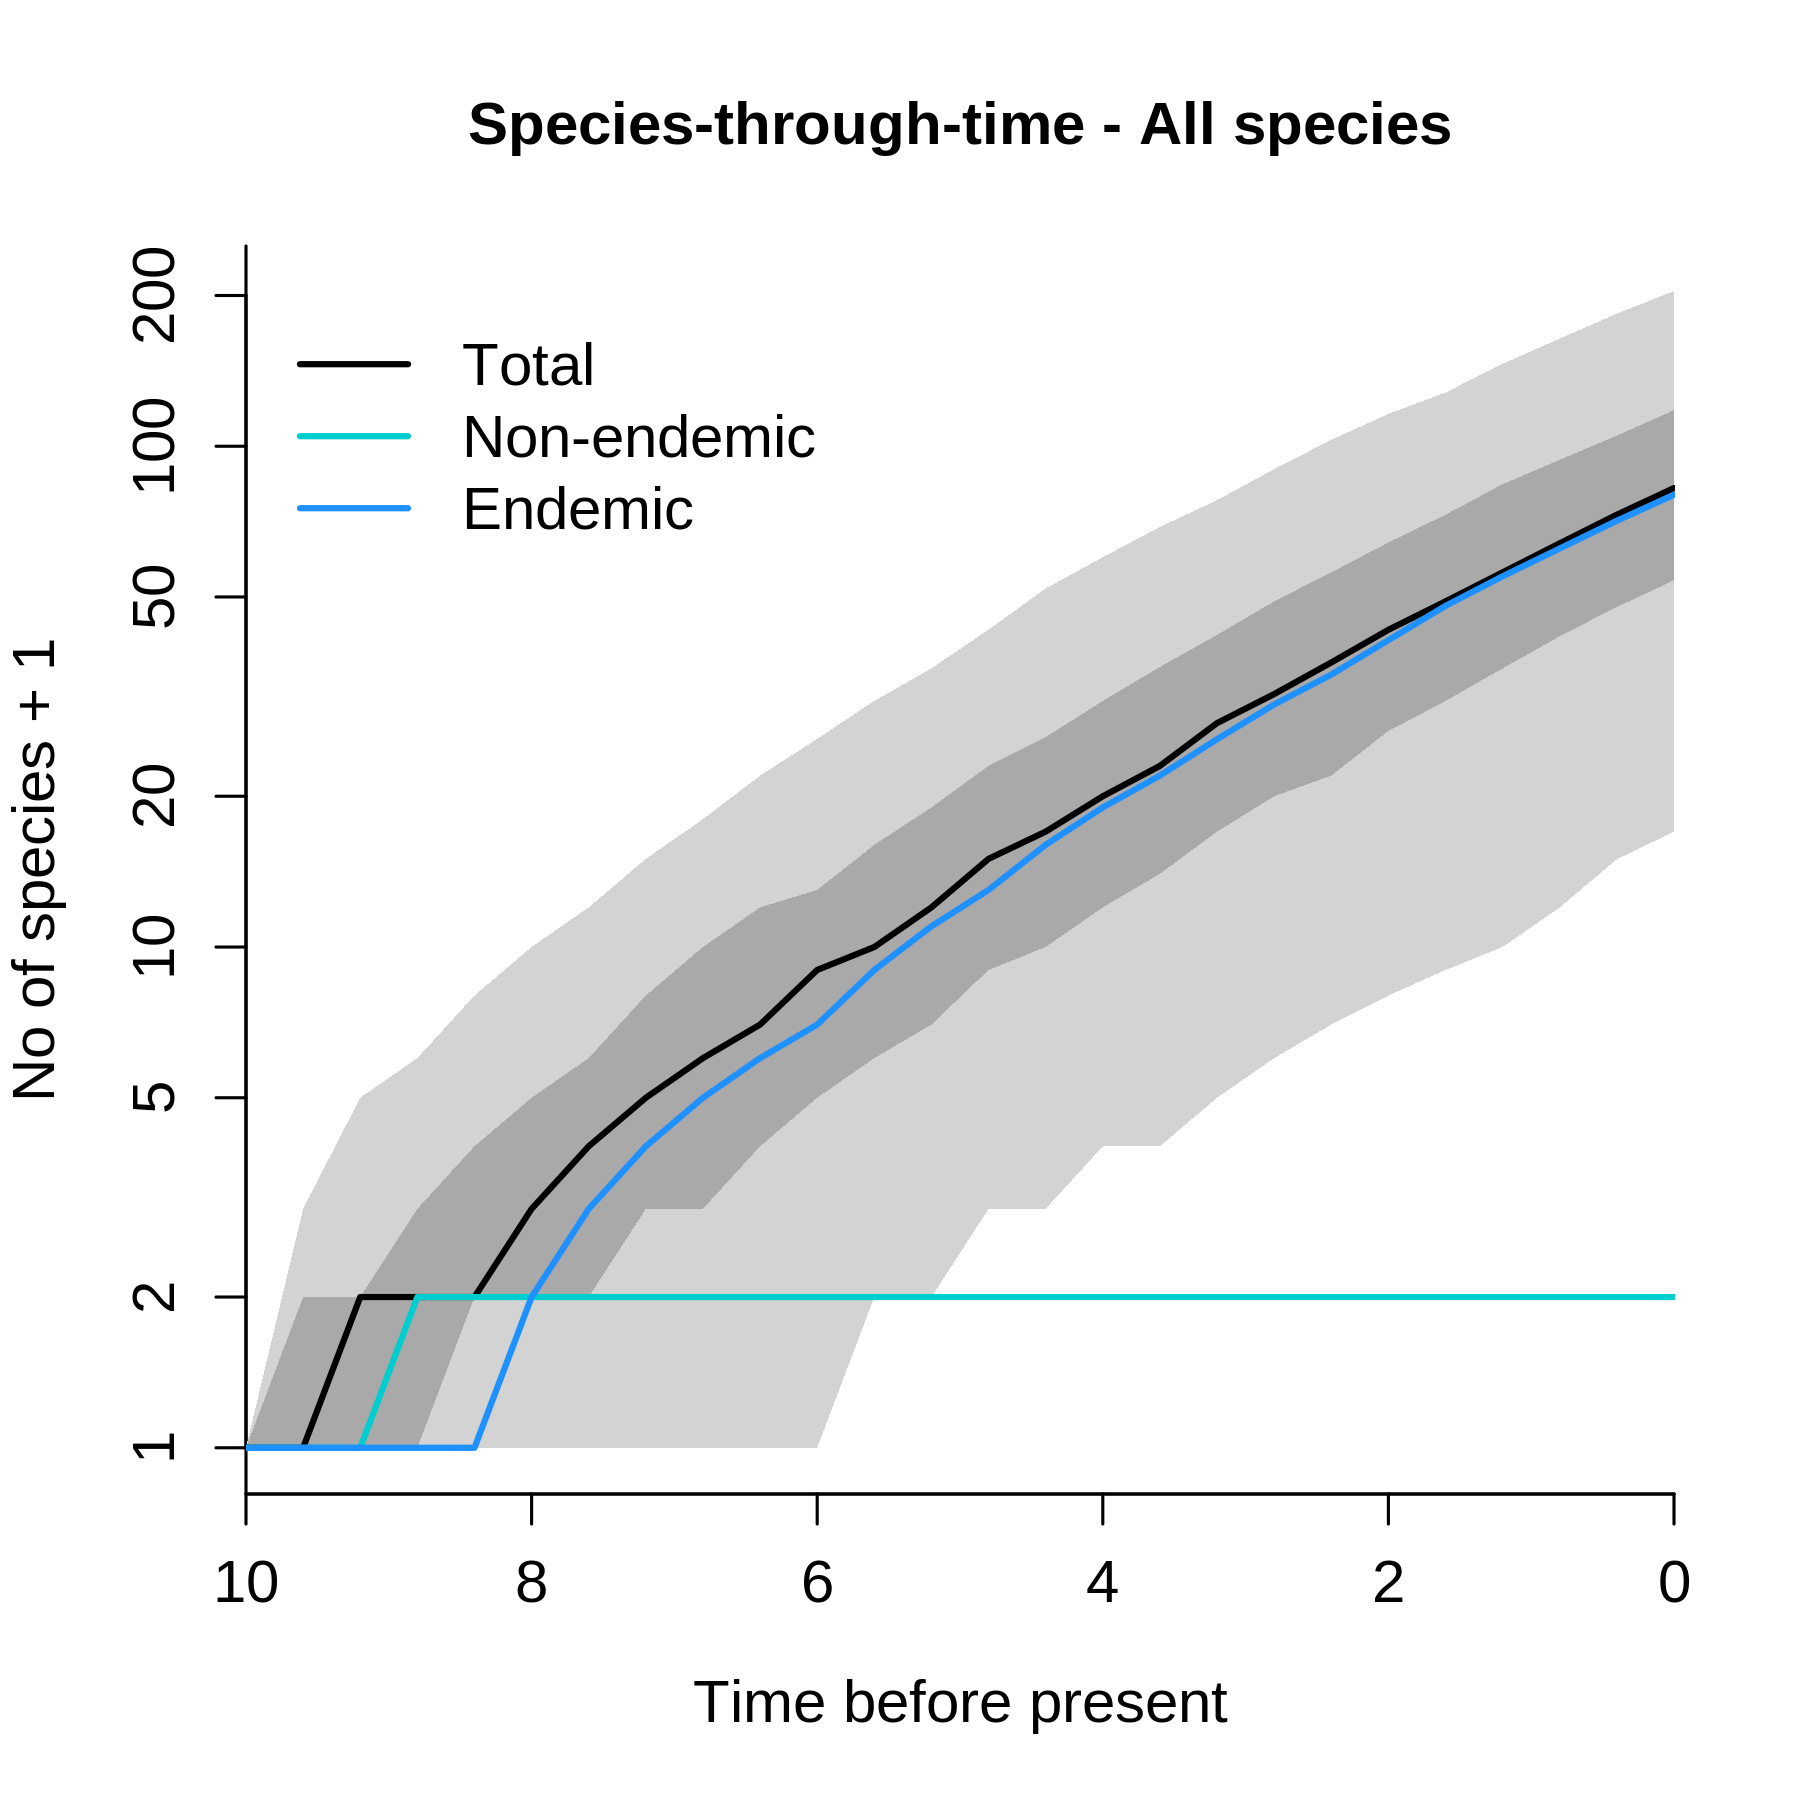 Species-through-time - All species
No of species + 1
200
100
50
20
10
5
2
1
Total
Non-endemic
Endemic
10 8 6 4 2 0
Time before present